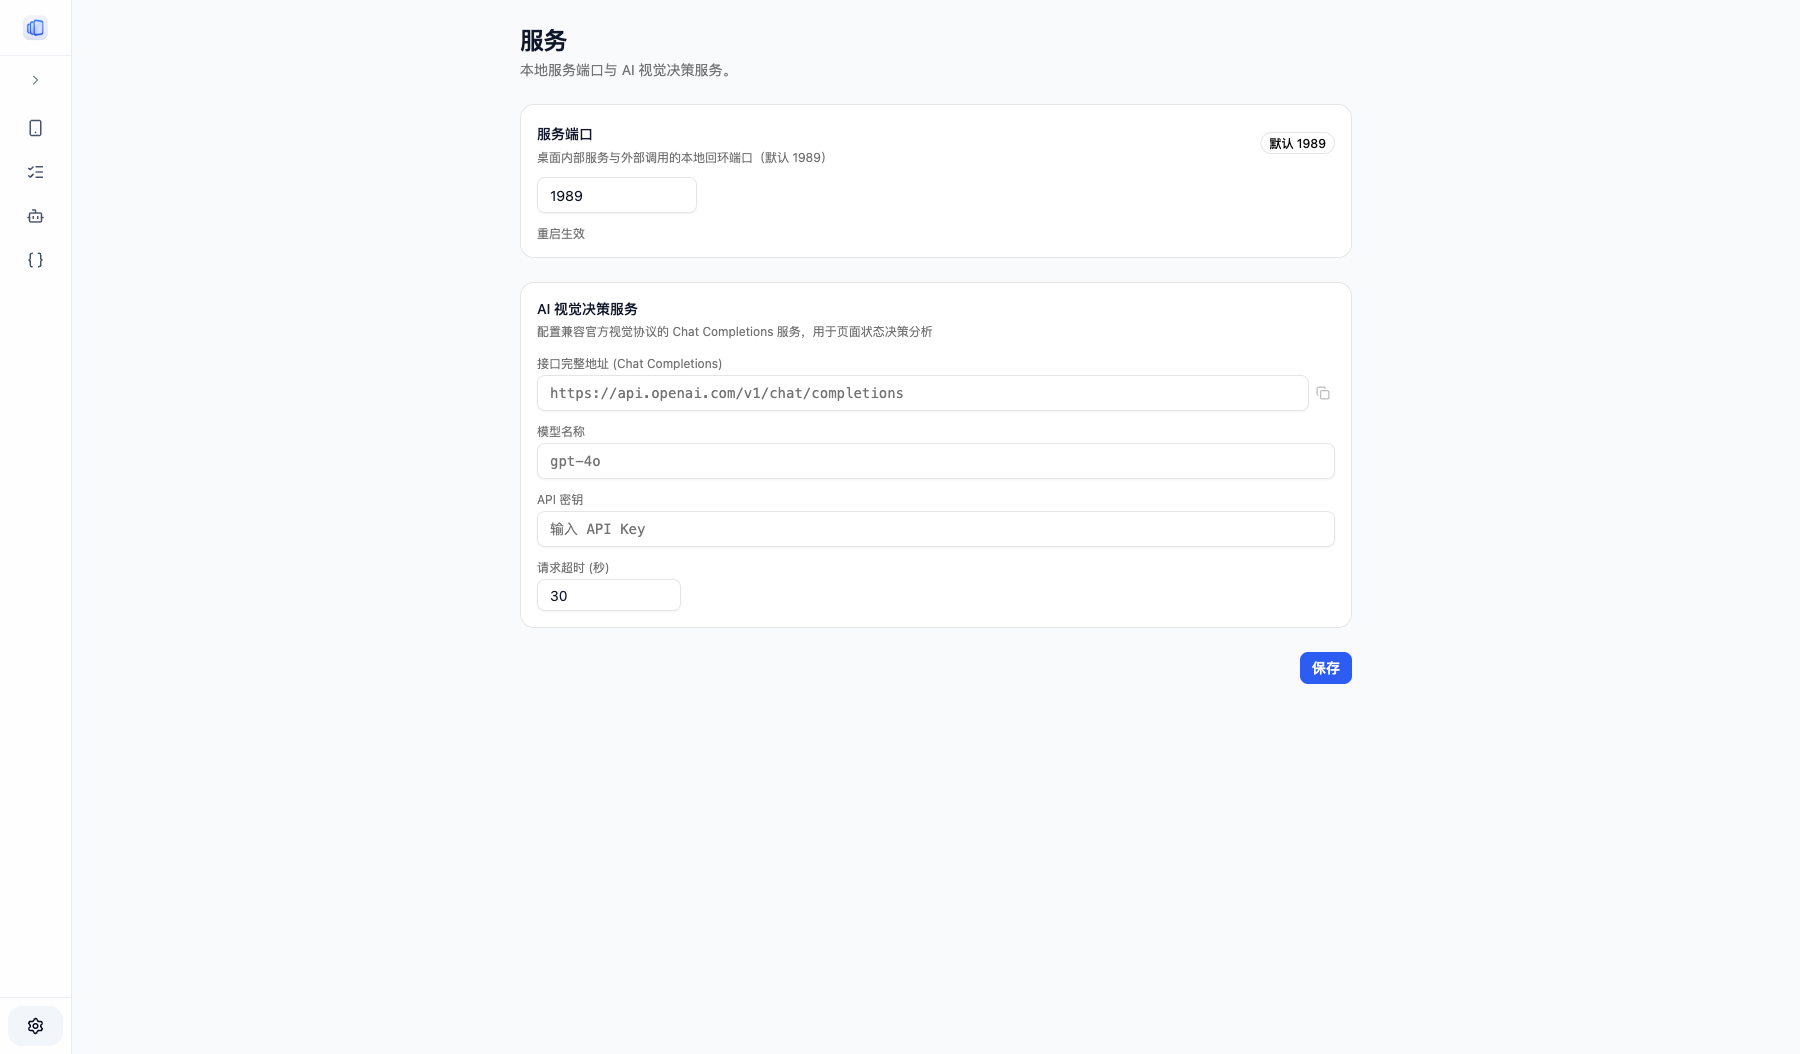 服务
本地服务端口与 AI 视觉决策服务。
服务端口
桌面内部服务与外部调用的本地回环端口（默认 1989）
默认 1989
1989
重启生效
AI 视觉决策服务
配置兼容官方视觉协议的 Chat Completions 服务，用于页面状态决策分析
接口完整地址 (Chat Completions)
https://api.openai.com/v1/chat/completions
模型名称
gpt-4o
API 密钥
输入 API Key
请求超时 (秒)
30
保存